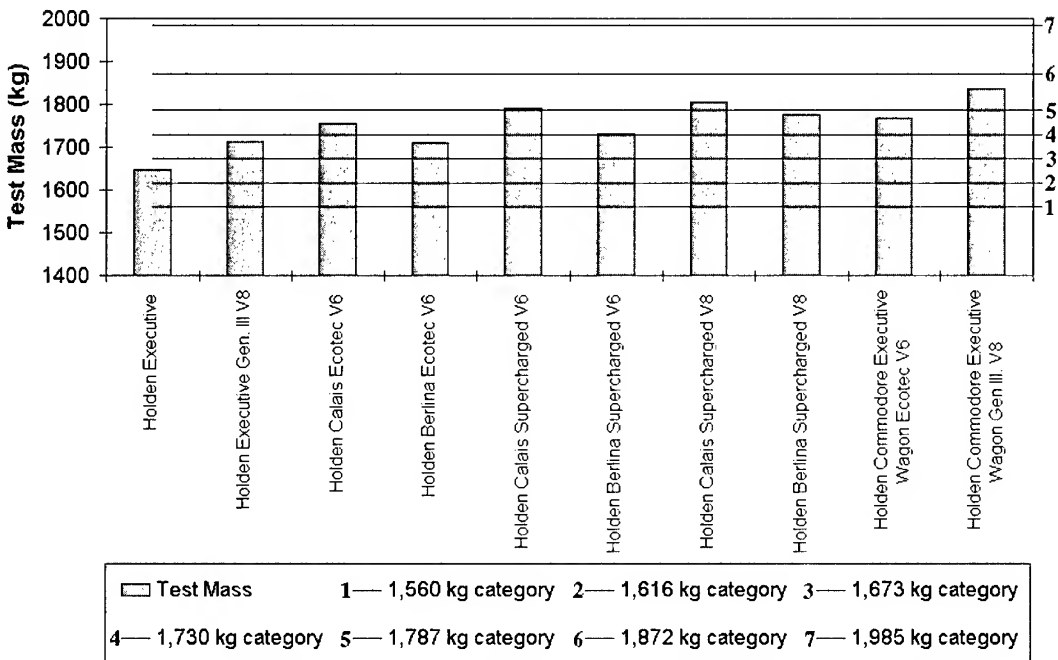 2000
1900
1800
1700
1600
1500
1400
Test Mass (kg)
7
6
5
4
3
2
1
Holden Executive
Holden Executive Gen. III V8
Holden Calais Ecotec V6
Holden Berlina Ecotec V6
Holden Calais Supercharged V6
Holden Berlina Supercharged V6
Holden Calais Supercharged V8
Holden Berlina Supercharged V8
Holden Commodore Executive
Wagon Ecotec V6
Holden Commodore Executive
Wagon Gen III. V8
Test Mass 1 1,560 kg category 2 1,616 kg category 3 1,673 kg category
4 1,730 kg category 5 1,787 kg category 6 1,872 kg category 7 1,985 kg category